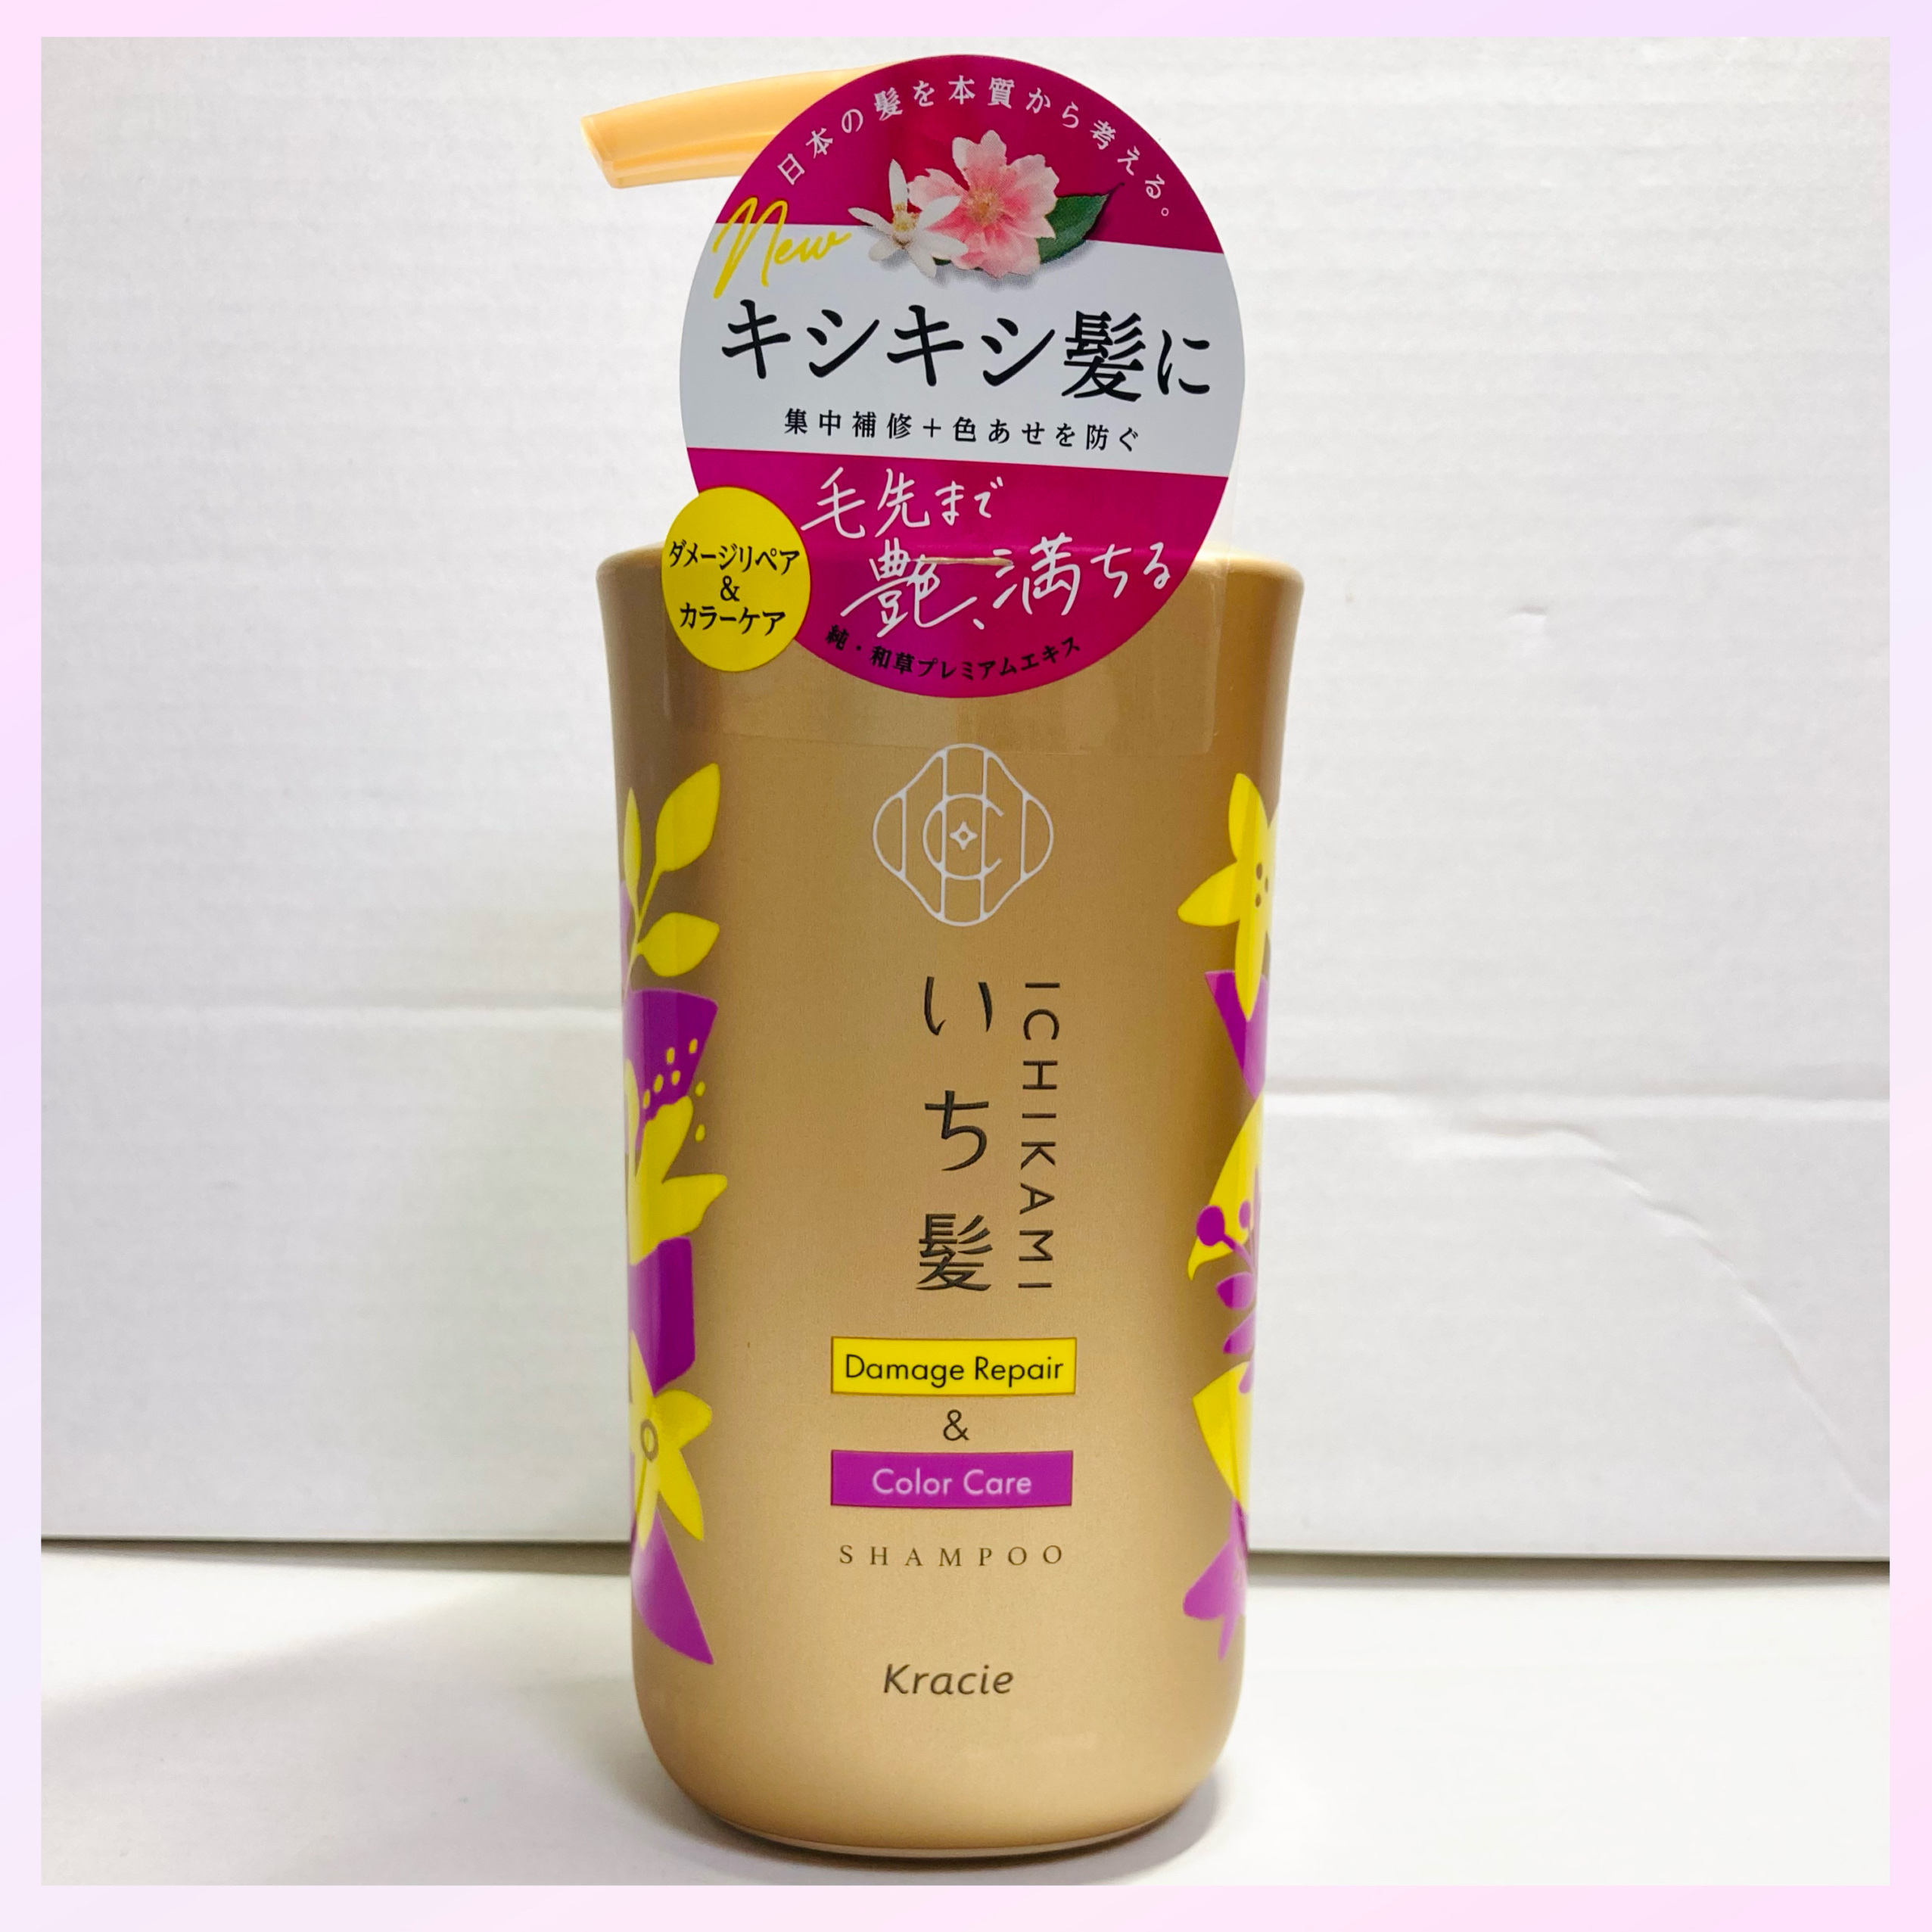 日本の髪を本質から考える。
New
キシキシ髪に
集中補修+色あせを防ぐ
毛先まで
艶、満ちる
純・和草プレミアムエキス
ダメージリペア
&
カラーケア
いち髪
ICHIKAMI
Damage Repair
&
Color Care
SHAMPOO
Kracie